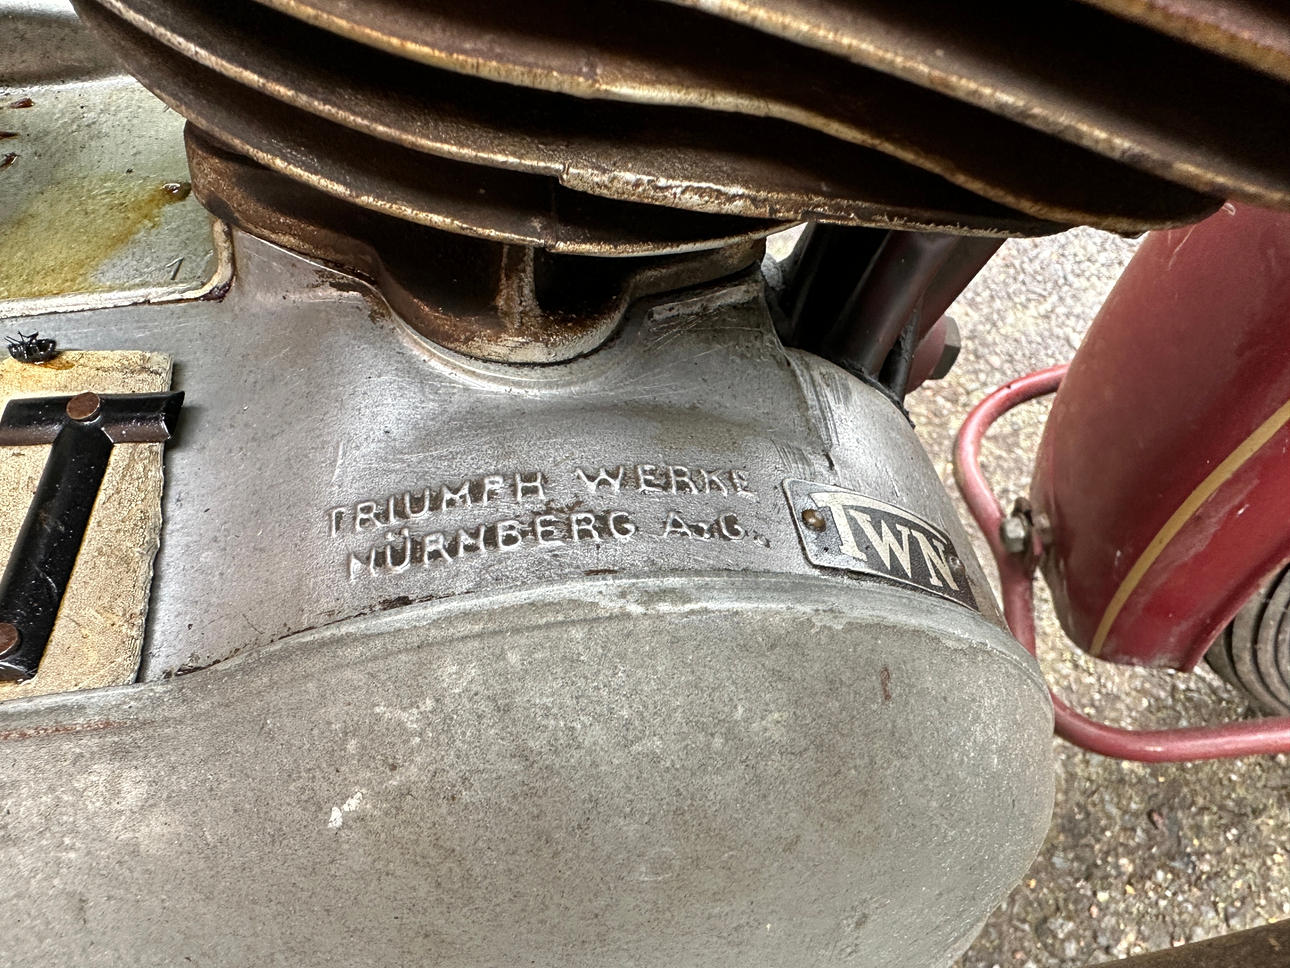 TRIUMPH WERKE
NÜRNBERG A.G.
TWN